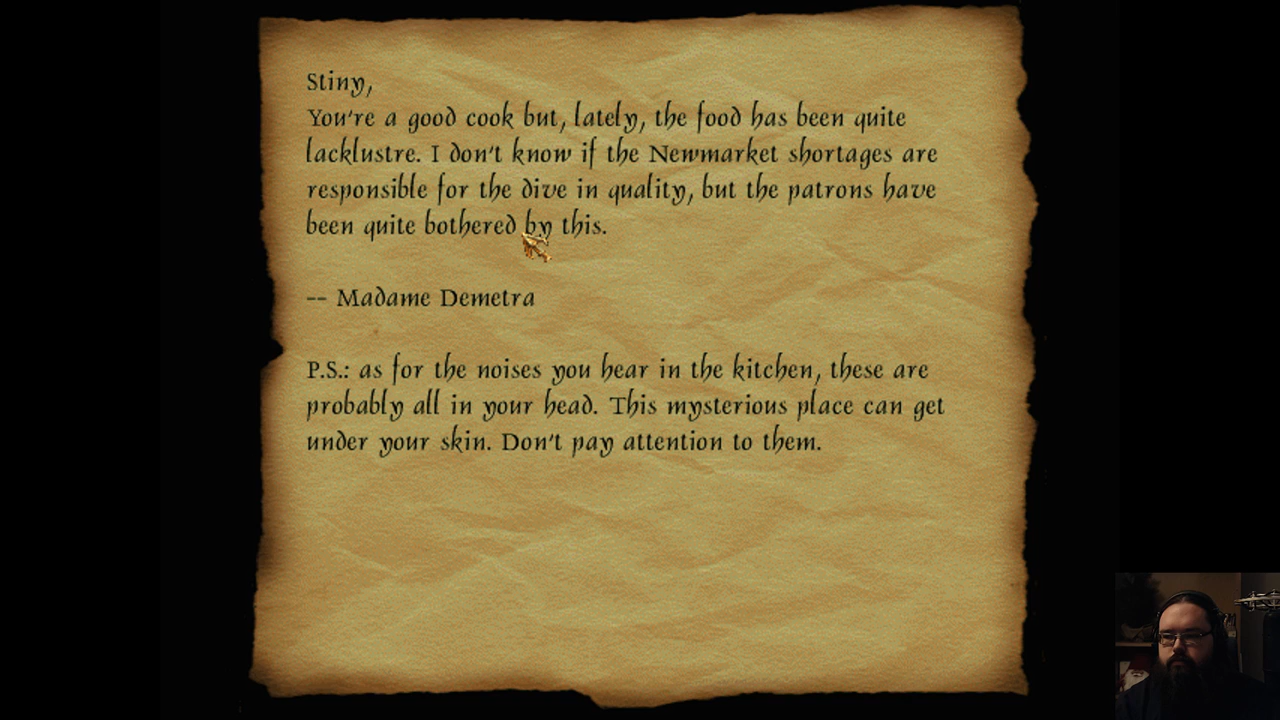 Stiny,
You're a good cook but, lately, the food has been quite
lacklustre. I don't know if the Newmarket shortages are
responsible for the dive in quality, but the patrons have
been quite bothered by this.
-- Madame Demetra
P.S.: as for the noises you hear in the kitchen, these are
probably all in your head. This mysterious place can get
under your skin. Don't pay attention to them.